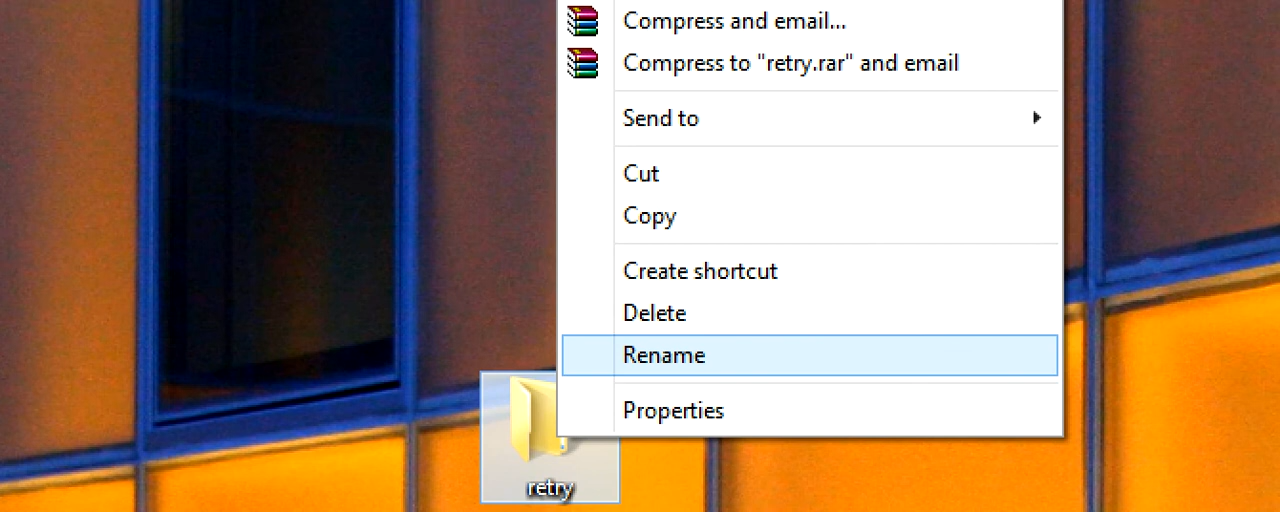 Compress and email...
Compress to "retry.rar" and email
Send to
Cut
Copy
Create shortcut
Delete
Rename
Properties
retry